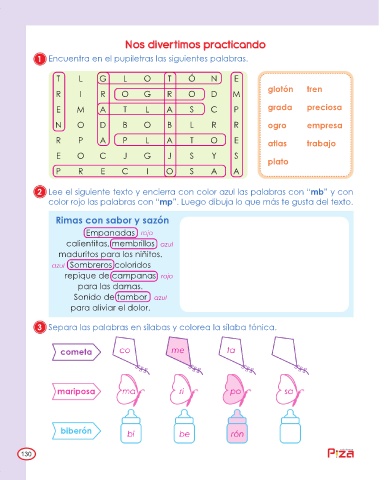 Nos divertimos practicando
1 Encuentra en el pupiletras las siguientes palabras.
T L G L O T Ó N E
R I R O G R O D M
E M A T L A S C P
N O D B O B L R R
R P A P L A T O E
E O C J G J S Y S
P R E C I O S A A
glotón tren
grada preciosa
ogro empresa
atlas trabajo
plato
2 Lee el siguiente texto y encierra con color azul las palabras con “mb” y con
color rojo las palabras con “mp”. Luego dibuja lo que más te gusta del texto.
Rimas con sabor y sazón
Empanadas rojo
calientitas, membrillos azul
maduritos para los niñitos.
azul Sombreros coloridos
repique de campanas rojo
para las damas.
Sonido de tambor azul
para aliviar el dolor.
3 Separa las palabras en sílabas y colorea la sílaba tónica.
cometa co me ta
mariposa ma ri po sa
biberón bi be rón
130
Piza